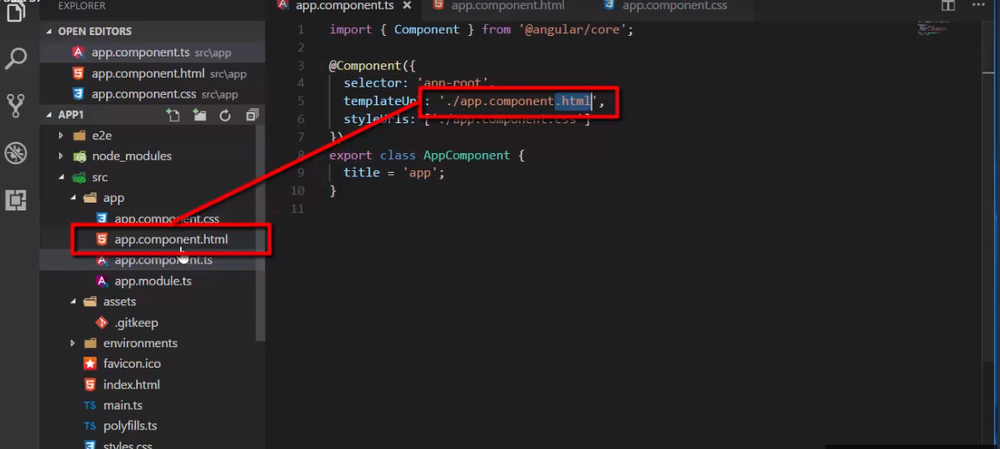 EXPLORER
OPEN EDITORS
app.component.ts src\app
app.component.html src\app
app.component.css src\app
APP1
e2e
node_modules
src
app
app.component.css
app.component.html
app.component.ts
app.module.ts
assets
.gitkeep
environments
favicon.ico
index.html
main.ts
polyfills.ts
styles.css
app.component.ts
app.component.html
app.component.css
1 import { Component } from '@angular/core';
2
3 @Component({
4 selector: 'app-root',
5 templateUrl: './app.component.html',
6 styleUrls: ['./app.component.css']
7 })
8 export class AppComponent {
9 title = 'app';
10 }
11